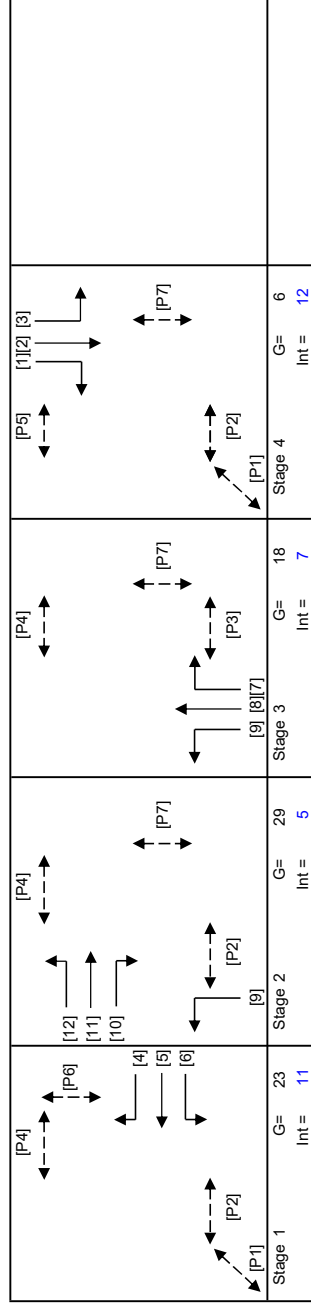 [P4]
[P6]
[4]
[5]
[6]
[P2]
[P1]
Stage 1
G= 23
Int = 11
[P4]
[12]
[11]
[10]
[P7]
[P2]
[9]
Stage 2
G= 29
Int = 5
[P4]
[P7]
[P3]
[9] [8][7]
Stage 3
G= 18
Int = 7
[P5]
[1][2] [3]
[P7]
[P2]
[P1]
Stage 4
G= 6
Int = 12